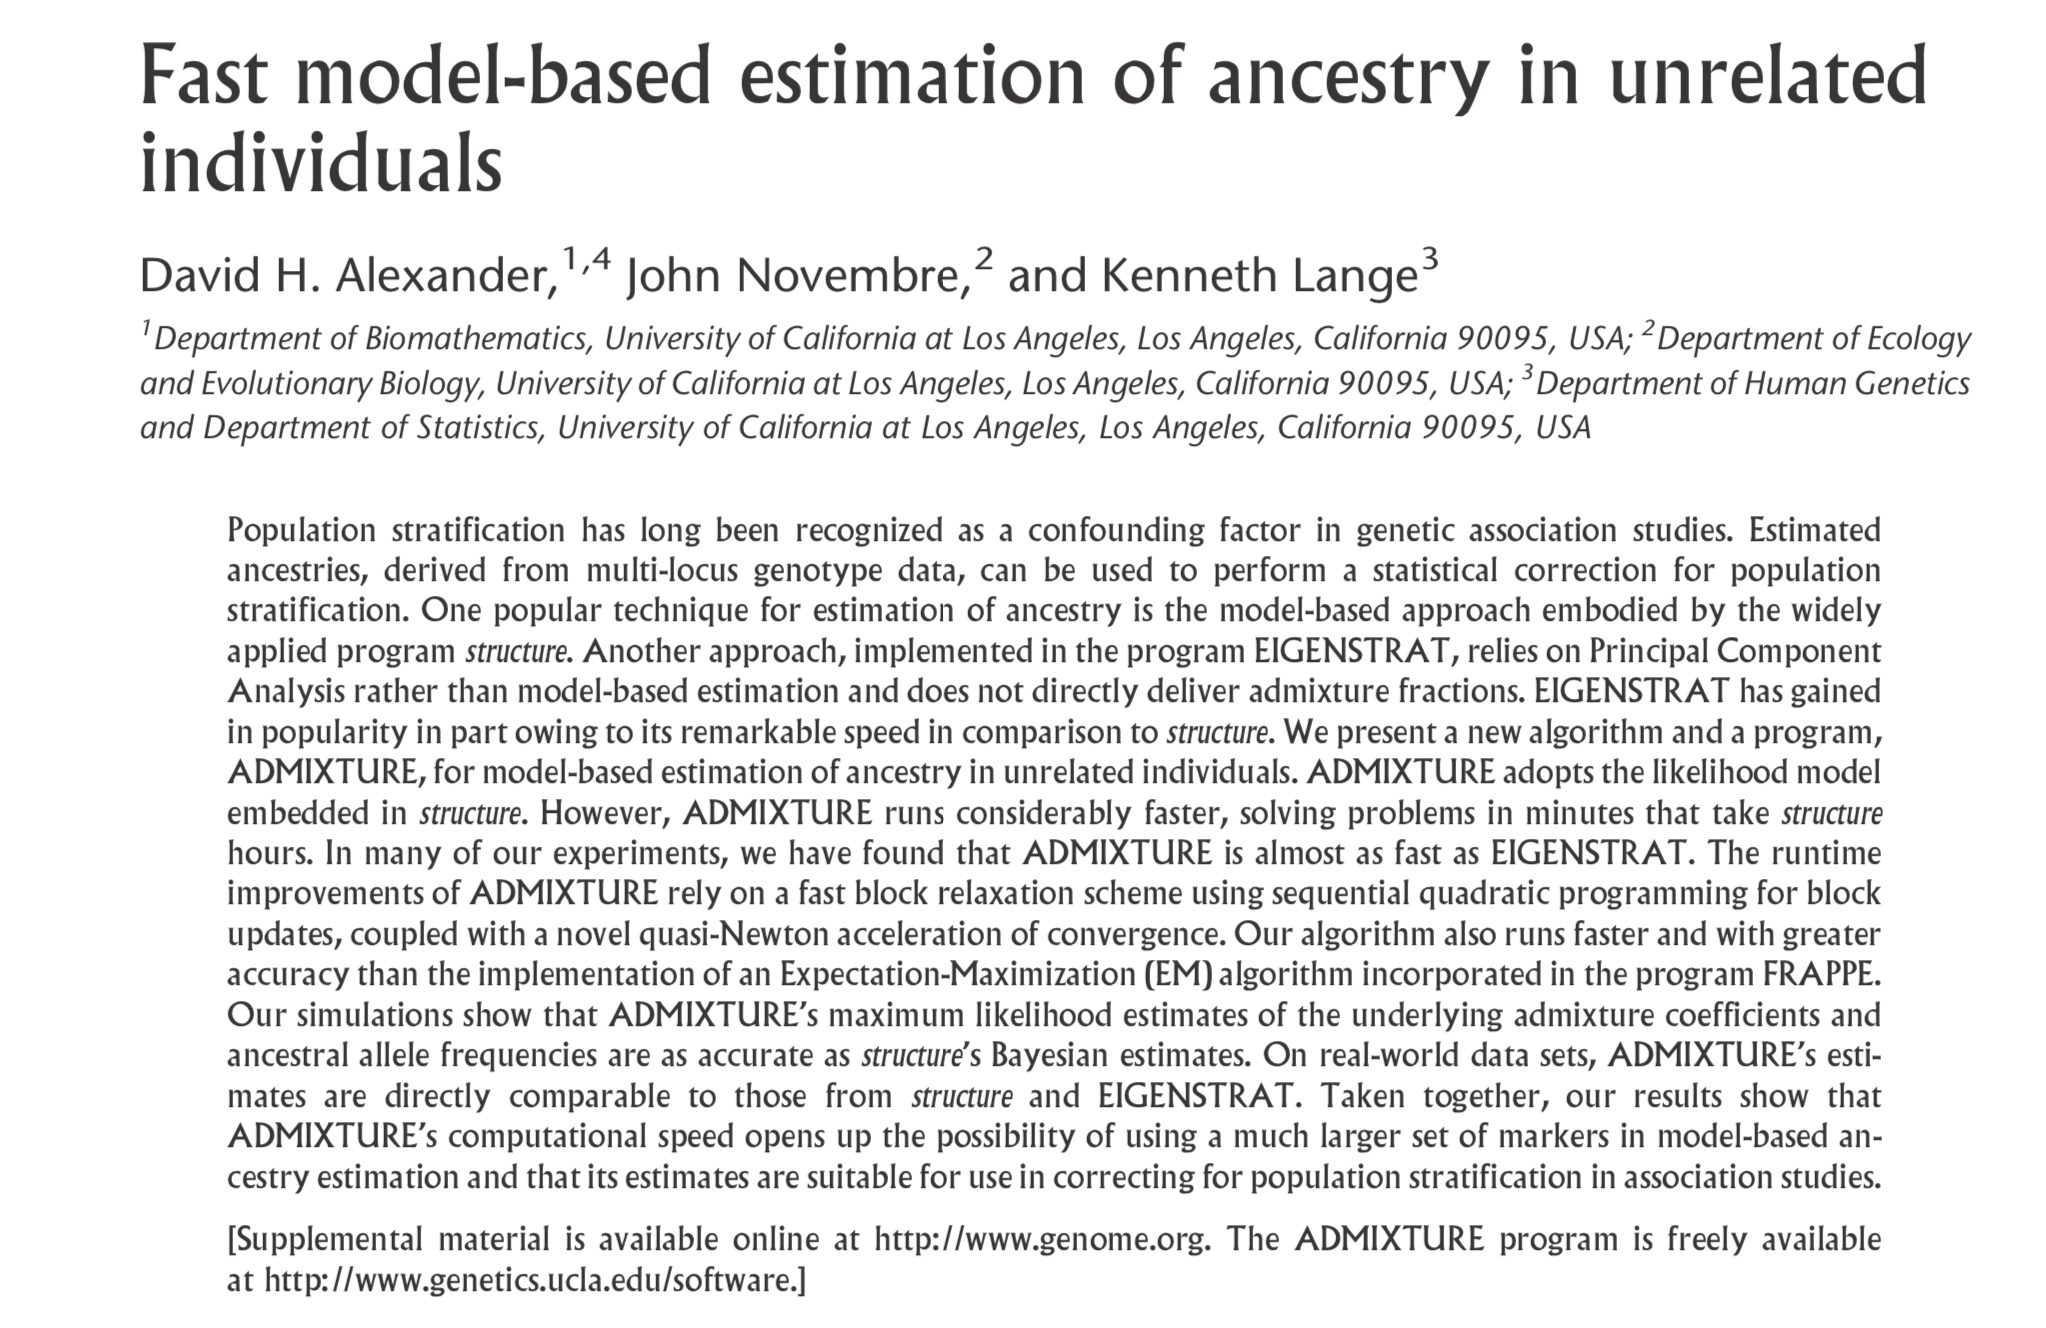 Fast model-based estimation of ancestry in unrelated
individuals
David H. Alexander,1,4 John Novembre,2 and Kenneth Lange3
1Department of Biomathematics, University of California at Los Angeles, Los Angeles, California 90095, USA; 2Department of Ecology
and Evolutionary Biology, University of California at Los Angeles, Los Angeles, California 90095, USA; 3Department of Human Genetics
and Department of Statistics, University of California at Los Angeles, Los Angeles, California 90095, USA
Population stratification has long been recognized as a confounding factor in genetic association studies. Estimated
ancestries, derived from multi-locus genotype data, can be used to perform a statistical correction for population
stratification. One popular technique for estimation of ancestry is the model-based approach embodied by the widely
applied program structure. Another approach, implemented in the program EIGENSTRAT, relies on Principal Component
Analysis rather than model-based estimation and does not directly deliver admixture fractions. EIGENSTRAT has gained
in popularity in part owing to its remarkable speed in comparison to structure. We present a new algorithm and a program,
ADMIXTURE, for model-based estimation of ancestry in unrelated individuals. ADMIXTURE adopts the likelihood model
embedded in structure. However, ADMIXTURE runs considerably faster, solving problems in minutes that take structure
hours. In many of our experiments, we have found that ADMIXTURE is almost as fast as EIGENSTRAT. The runtime
improvements of ADMIXTURE rely on a fast block relaxation scheme using sequential quadratic programming for block
updates, coupled with a novel quasi-Newton acceleration of convergence. Our algorithm also runs faster and with greater
accuracy than the implementation of an Expectation-Maximization (EM) algorithm incorporated in the program FRAPPE.
Our simulations show that ADMIXTURE's maximum likelihood estimates of the underlying admixture coefficients and
ancestral allele frequencies are as accurate as structure's Bayesian estimates. On real-world data sets, ADMIXTURE's esti-
mates are directly comparable to those from structure and EIGENSTRAT. Taken together, our results show that
ADMIXTURE's computational speed opens up the possibility of using a much larger set of markers in model-based an-
cestry estimation and that its estimates are suitable for use in correcting for population stratification in association studies.
[Supplemental material is available online at http://www.genome.org. The ADMIXTURE program is freely available
at http://www.genetics.ucla.edu/software.]